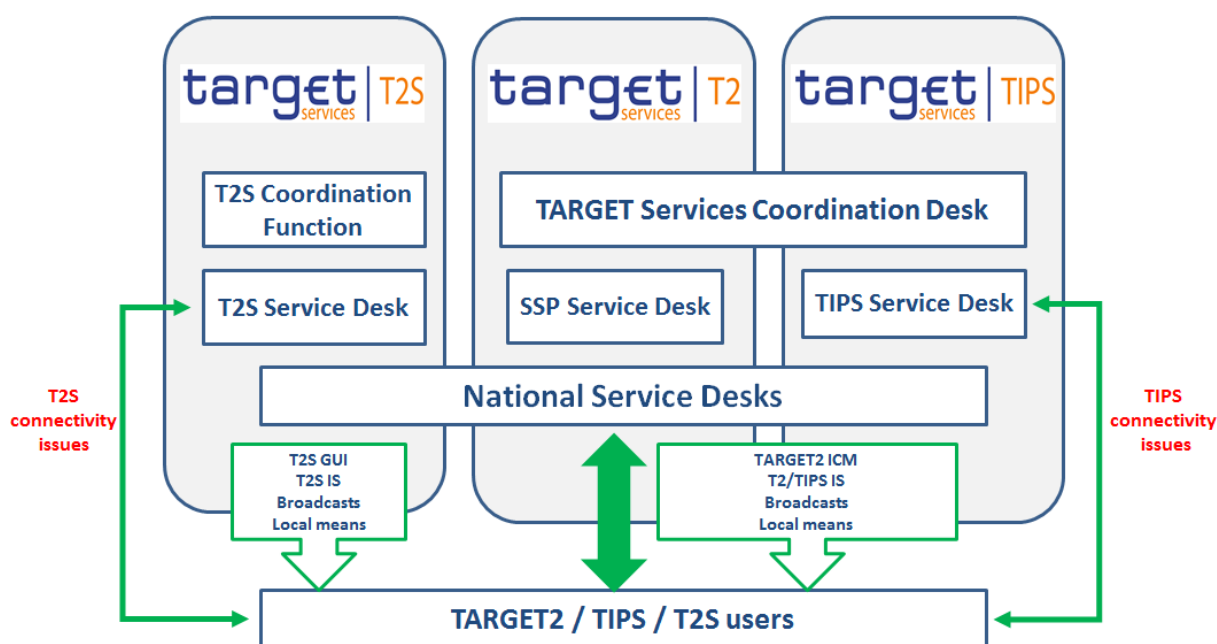 target | T2S
services
target | T2
services
target | TIPS
services
T2S Coordination
Function
TARGET Services Coordination Desk
T2S Service Desk
SSP Service Desk
TIPS Service Desk
National Service Desks
T2S
connectivity
issues
TIPS
connectivity
issues
T2S GUI
T2S IS
Broadcasts
Local means
TARGET2 ICM
T2/TIPS IS
Broadcasts
Local means
TARGET2 / TIPS / T2S users